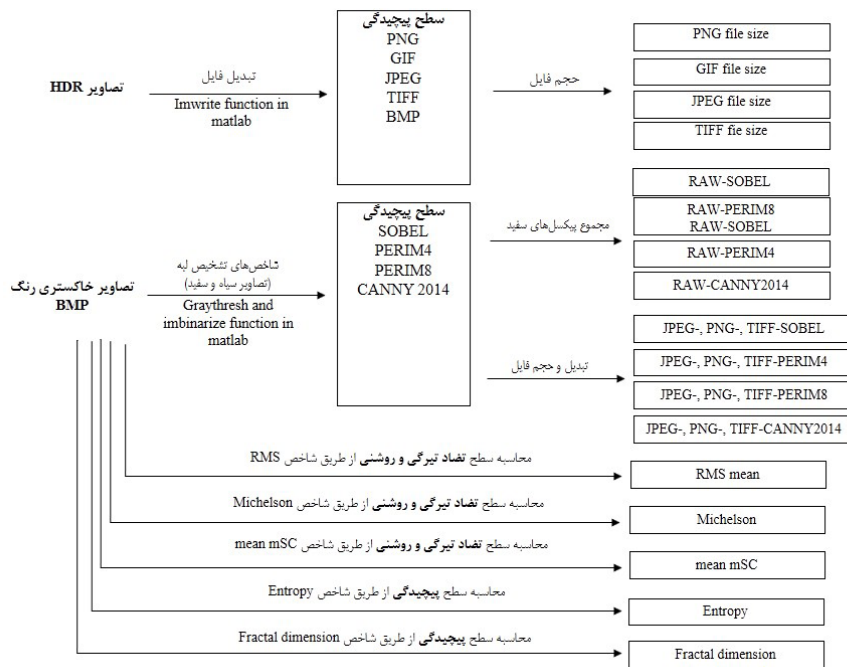 سطح پیچیدگی
PNG
GIF
JPEG
TIFF
BMP
تصاویر HDR
تبدیل فایل
Imwrite function in
matlab
حجم فایل
PNG file size
GIF file size
JPEG file size
TIFF fie size
سطح پیچیدگی
SOBEL
PERIM4
PERIM8
CANNY 2014
تصاویر خاکستری رنگ
BMP
شاخص‌های تشخیص لبه
(تصاویر سیاه و سفید)
Graythresh and
imbinarize function in
matlab
مجموع پیکسل‌های سفید
RAW-SOBEL
RAW-PERIM8
RAW-SOBEL
RAW-PERIM4
RAW-CANNY2014
تبدیل و حجم فایل
JPEG-, PNG-, TIFF-SOBEL
JPEG-, PNG-, TIFF-PERIM4
JPEG-, PNG-, TIFF-PERIM8
JPEG-, PNG-, TIFF-CANNY2014
محاسبه سطح تضاد تیرگی و روشنی از طریق شاخص RMS
RMS mean
محاسبه سطح تضاد تیرگی و روشنی از طریق شاخص Michelson
Michelson
محاسبه سطح تضاد تیرگی و روشنی از طریق شاخص mean mSC
mean mSC
محاسبه سطح پیچیدگی از طریق شاخص Entropy
Entropy
محاسبه سطح پیچیدگی از طریق شاخص Fractal dimension
Fractal dimension